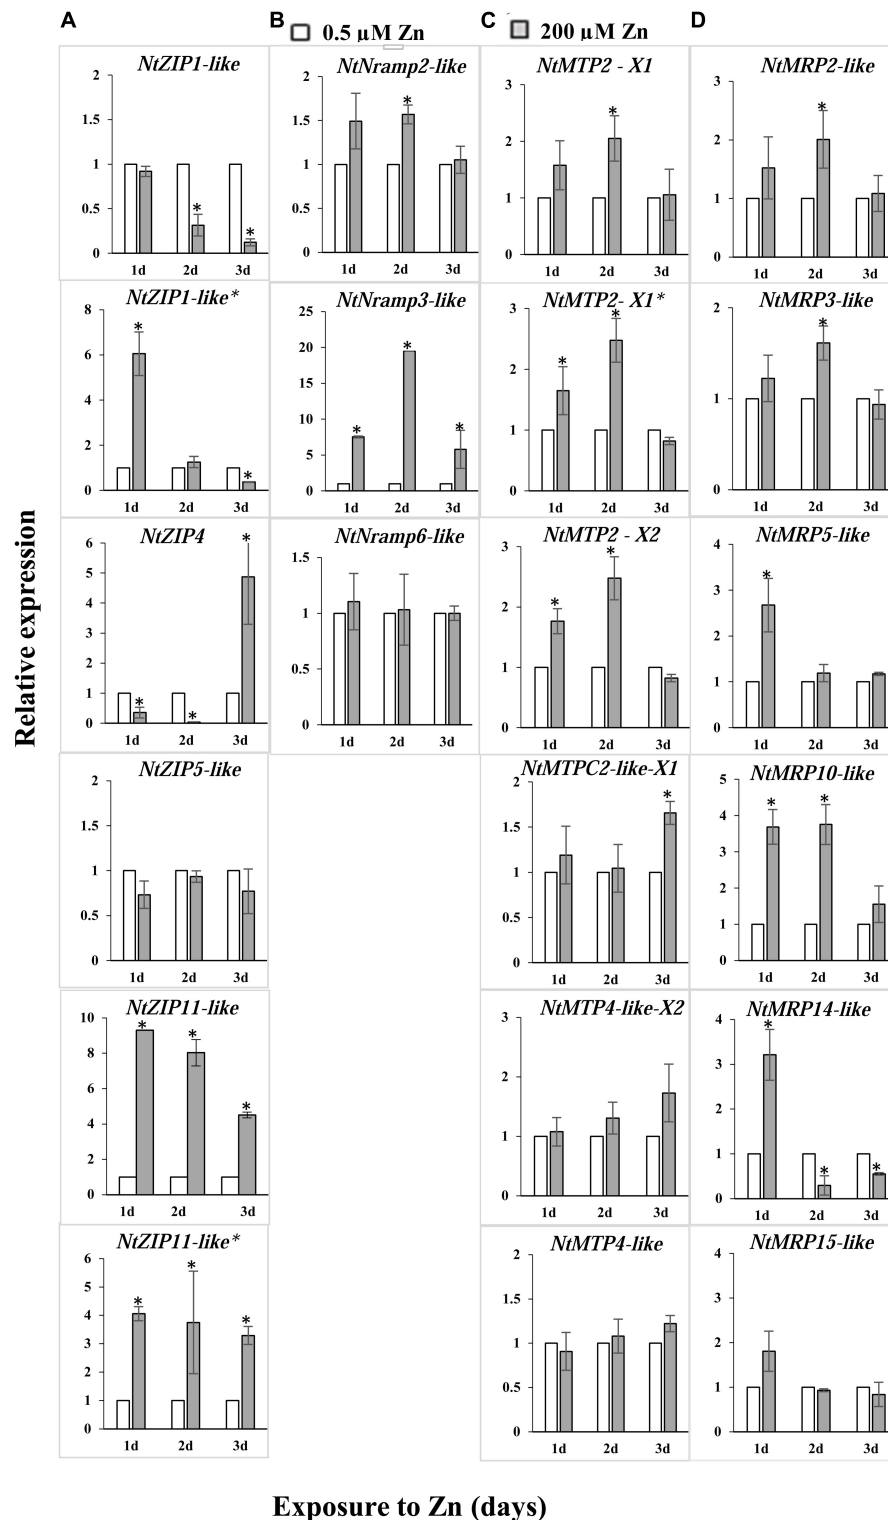 A
B
0.5 µM Zn
C
200 µM Zn
D
Relative expression
NtZIP1-like
2
1.5
1
0.5
0
*
*
1d 2d 3d
NtZIP1-like*
8
6
4
2
0
*
*
1d 2d 3d
NtZIP4
6
5
4
3
2
1
0
*
*
*
1d 2d 3d
NtZIP5-like
2
1.5
1
0.5
0
1d 2d 3d
NtZIP11-like
10
8
6
4
2
0
*
*
*
1d 2d 3d
NtZIP11-like*
6
5
4
3
2
1
0
*
*
*
1d 2d 3d
NtNramp2-like
2
1.5
1
0.5
0
*
1d 2d 3d
NtNramp3-like
25
20
15
10
5
0
*
*
*
1d 2d 3d
NtNramp6-like
1.5
1
0.5
0
1d 2d 3d
NtMTP2 - X1
3
2
1
0
*
1d 2d 3d
NtMTP2- X1*
3
2
1
0
*
*
1d 2d 3d
NtMTP2 - X2
3
2
1
0
*
*
1d 2d 3d
NtMTPC2-like-X1
2
1.5
1
0.5
0
*
1d 2d 3d
NtMTP4-like-X2
3
2
1
0
1d 2d 3d
NtMTP4-like
2
1.5
1
0.5
0
1d 2d 3d
NtMRP2-like
3
2
1
0
*
1d 2d 3d
NtMRP3-like
2
1
0
*
1d 2d 3d
NtMRP5-like
4
3
2
1
0
*
1d 2d 3d
NtMRP10-like
5
4
3
2
1
0
*
*
1d 2d 3d
NtMRP14-like
4
3
2
1
0
*
*
*
1d 2d 3d
NtMRP15-like
4
3
2
1
0
1d 2d 3d
Exposure to Zn (days)